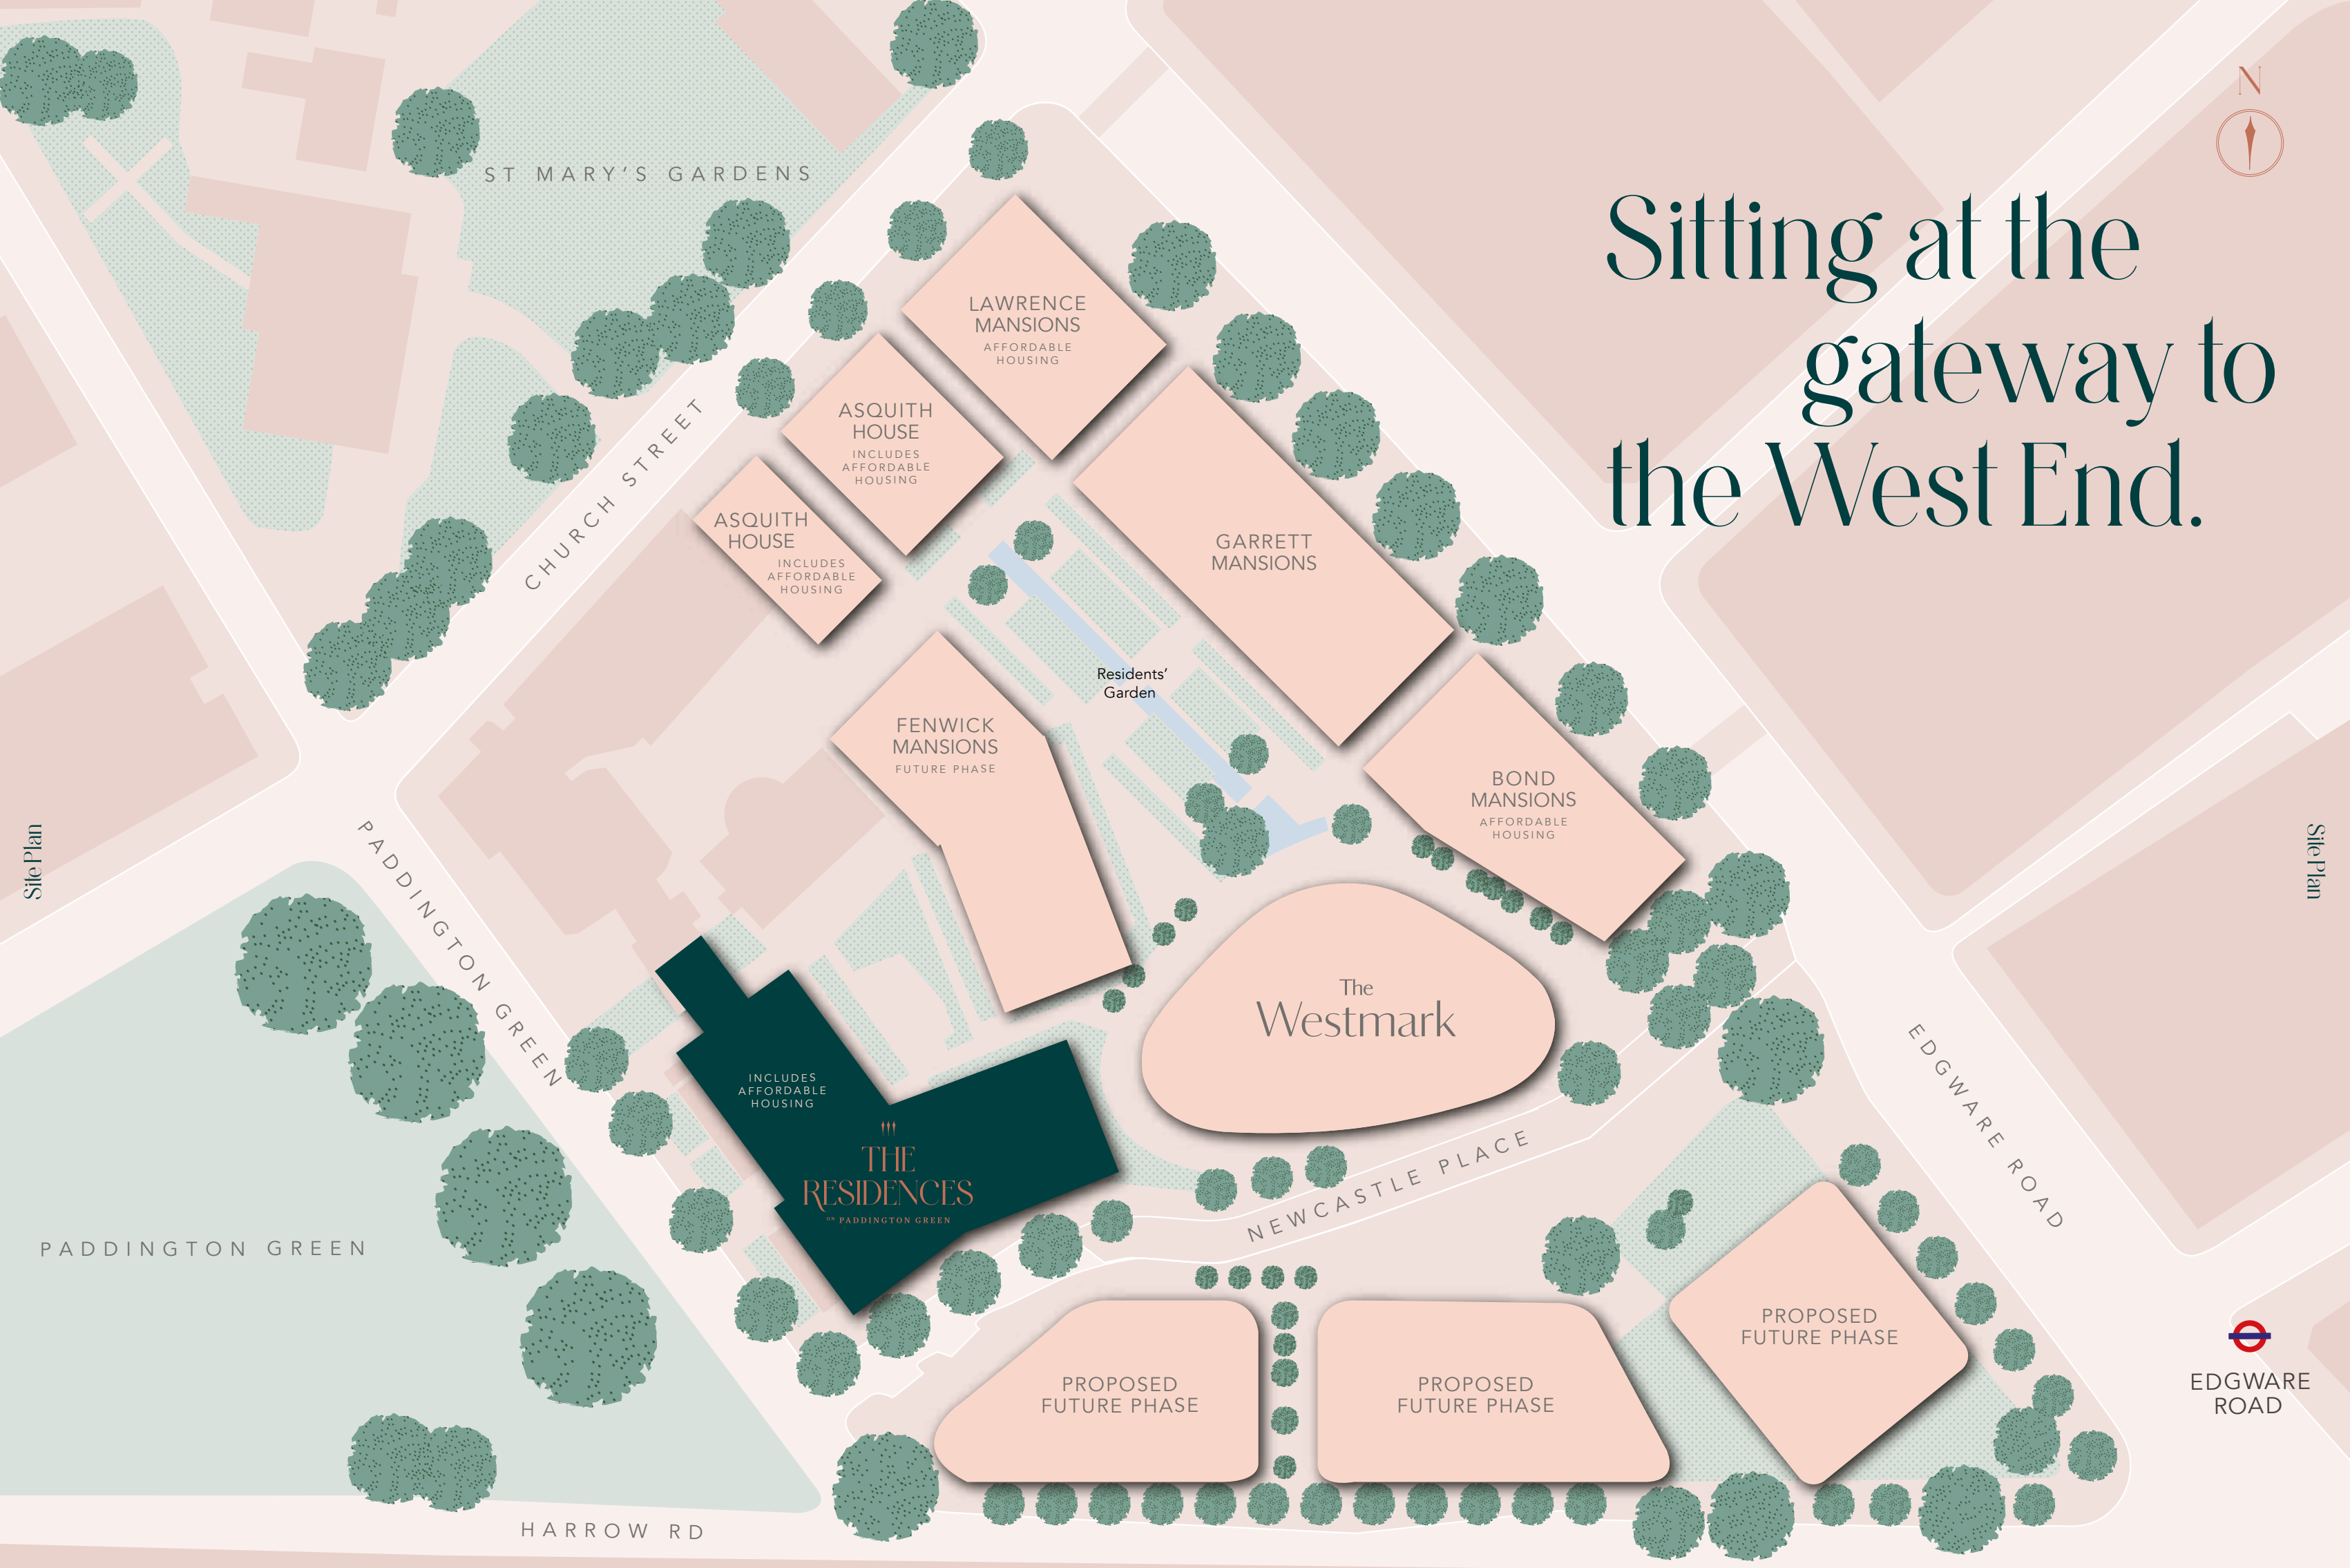 N
Sitting at the
gateway to
the West End.
ST MARY’S GARDENS
LAWRENCE
MANSIONS
AFFORDABLE
HOUSING
ASQUITH
HOUSE
INCLUDES
AFFORDABLE
HOUSING
CHURCH STREET
ASQUITH
HOUSE
INCLUDES
AFFORDABLE
HOUSING
GARRETT
MANSIONS
Residents’
Garden
FENWICK
MANSIONS
FUTURE PHASE
BOND
MANSIONS
AFFORDABLE
HOUSING
Site Plan
Site Plan
PADDINGTON GREEN
The
Westmark
EDGWARE ROAD
INCLUDES
AFFORDABLE
HOUSING
THE
RESIDENCES
ON PADDINGTON GREEN
NEWCASTLE PLACE
PADDINGTON GREEN
PROPOSED
FUTURE PHASE
PROPOSED
FUTURE PHASE
PROPOSED
FUTURE PHASE
EDGWARE
ROAD
HARROW RD